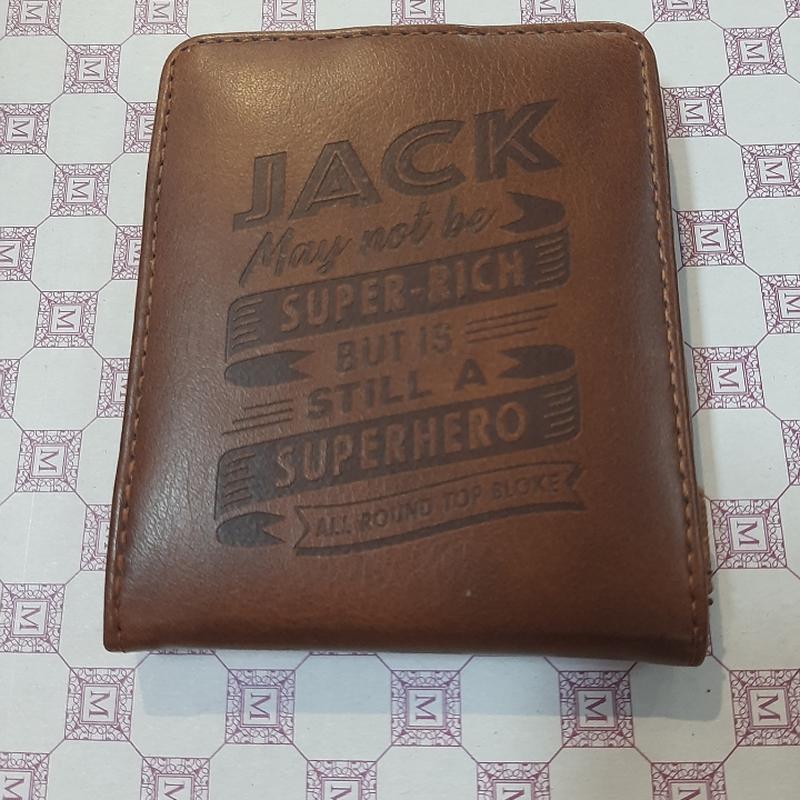 JACK
May not be
SUPER-RICH
BUT IS
STILL A
SUPERHERO
ALL ROUND TOP BLOKE